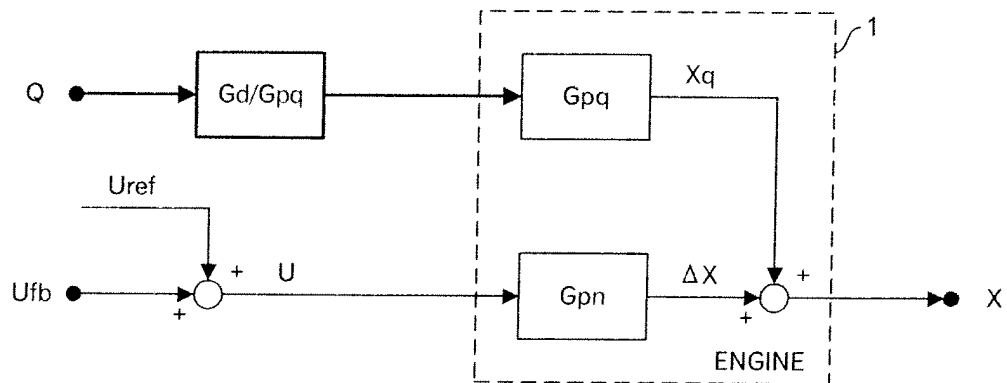 1
Q
Gd/Gpq
Gpq
Xq
Uref
+
+
Ufb
+
U
Gpn
ΔX
+
X
ENGINE